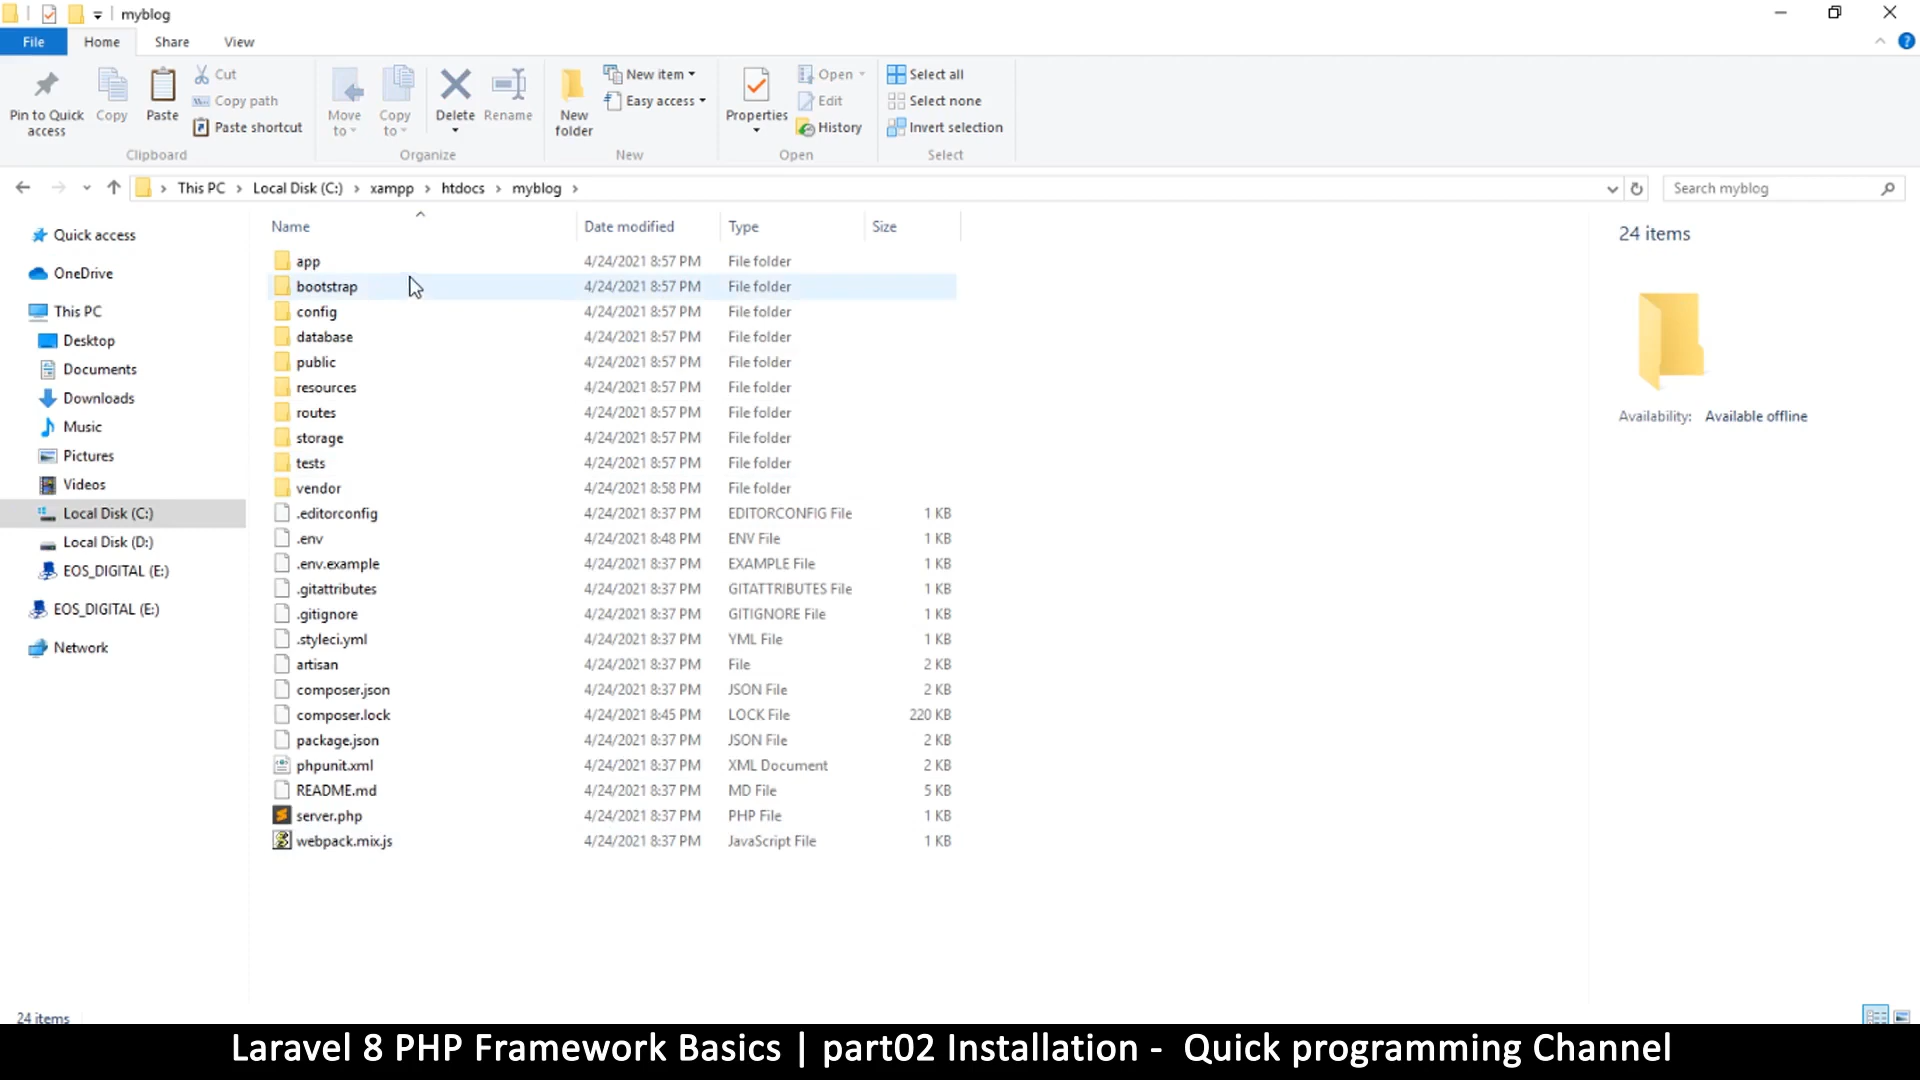 myblog
File Home Share View
Pin to Quick access
Copy
Paste
Cut
Copy path
Paste shortcut
Clipboard
Move to
Copy to
Delete
Rename
Organize
New folder
New item
Easy access
New
Properties
Open
Edit
History
Open
Select all
Select none
Invert selection
Select
This PC > Local Disk (C:) > xampp > htdocs > myblog >
Search myblog
Quick access
OneDrive
This PC
Desktop
Documents
Downloads
Music
Pictures
Videos
Local Disk (C:)
Local Disk (D:)
EOS_DIGITAL (E:)
EOS_DIGITAL (E:)
Network
Name Date modified Type Size
app 4/24/2021 8:57 PM File folder
bootstrap 4/24/2021 8:57 PM File folder
config 4/24/2021 8:57 PM File folder
database 4/24/2021 8:57 PM File folder
public 4/24/2021 8:57 PM File folder
resources 4/24/2021 8:57 PM File folder
routes 4/24/2021 8:57 PM File folder
storage 4/24/2021 8:57 PM File folder
tests 4/24/2021 8:57 PM File folder
vendor 4/24/2021 8:58 PM File folder
.editorconfig 4/24/2021 8:37 PM EDITORCONFIG File 1 KB
.env 4/24/2021 8:48 PM ENV File 1 KB
.env.example 4/24/2021 8:37 PM EXAMPLE File 1 KB
.gitattributes 4/24/2021 8:37 PM GITATTRIBUTES File 1 KB
.gitignore 4/24/2021 8:37 PM GITIGNORE File 1 KB
.styleci.yml 4/24/2021 8:37 PM YML File 1 KB
artisan 4/24/2021 8:37 PM File 2 KB
composer.json 4/24/2021 8:37 PM JSON File 2 KB
composer.lock 4/24/2021 8:45 PM LOCK File 220 KB
package.json 4/24/2021 8:37 PM JSON File 2 KB
phpunit.xml 4/24/2021 8:37 PM XML Document 2 KB
README.md 4/24/2021 8:37 PM MD File 5 KB
server.php 4/24/2021 8:37 PM PHP File 1 KB
webpack.mix.js 4/24/2021 8:37 PM JavaScript File 1 KB
24 items
Availability: Available offline
24 items
Laravel 8 PHP Framework Basics | part02 Installation - Quick programming Channel